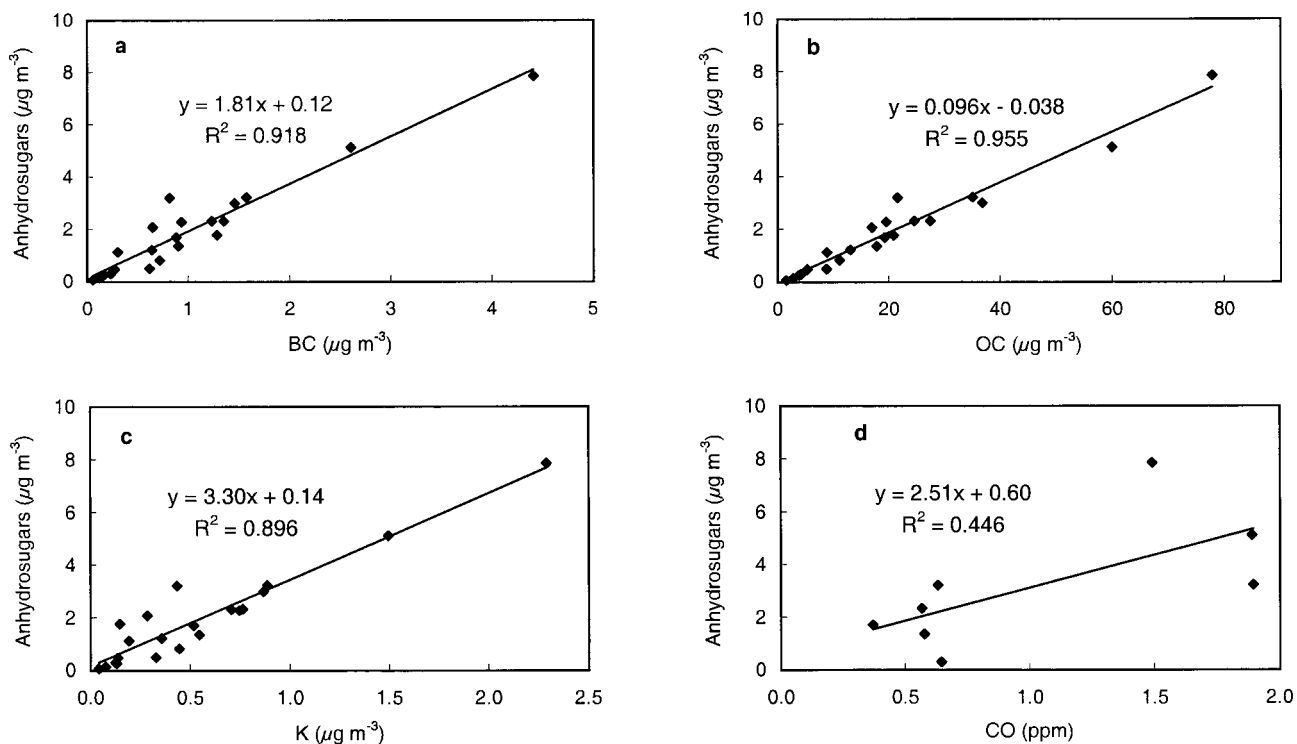 a
y = 1.81x + 0.12
R² = 0.918
Anhydrosugars (µg m⁻³)
10
8
6
4
2
0
0 1 2 3 4 5
BC (µg m⁻³)
b
y = 0.096x - 0.038
R² = 0.955
Anhydrosugars (µg m⁻³)
10
8
6
4
2
0
0 20 40 60 80
OC (µg m⁻³)
c
y = 3.30x + 0.14
R² = 0.896
Anhydrosugars (µg m⁻³)
10
8
6
4
2
0
0.0 0.5 1.0 1.5 2.0 2.5
K (µg m⁻³)
d
y = 2.51x + 0.60
R² = 0.446
Anhydrosugars (µg m⁻³)
10
8
6
4
2
0
0.0 0.5 1.0 1.5 2.0
CO (ppm)